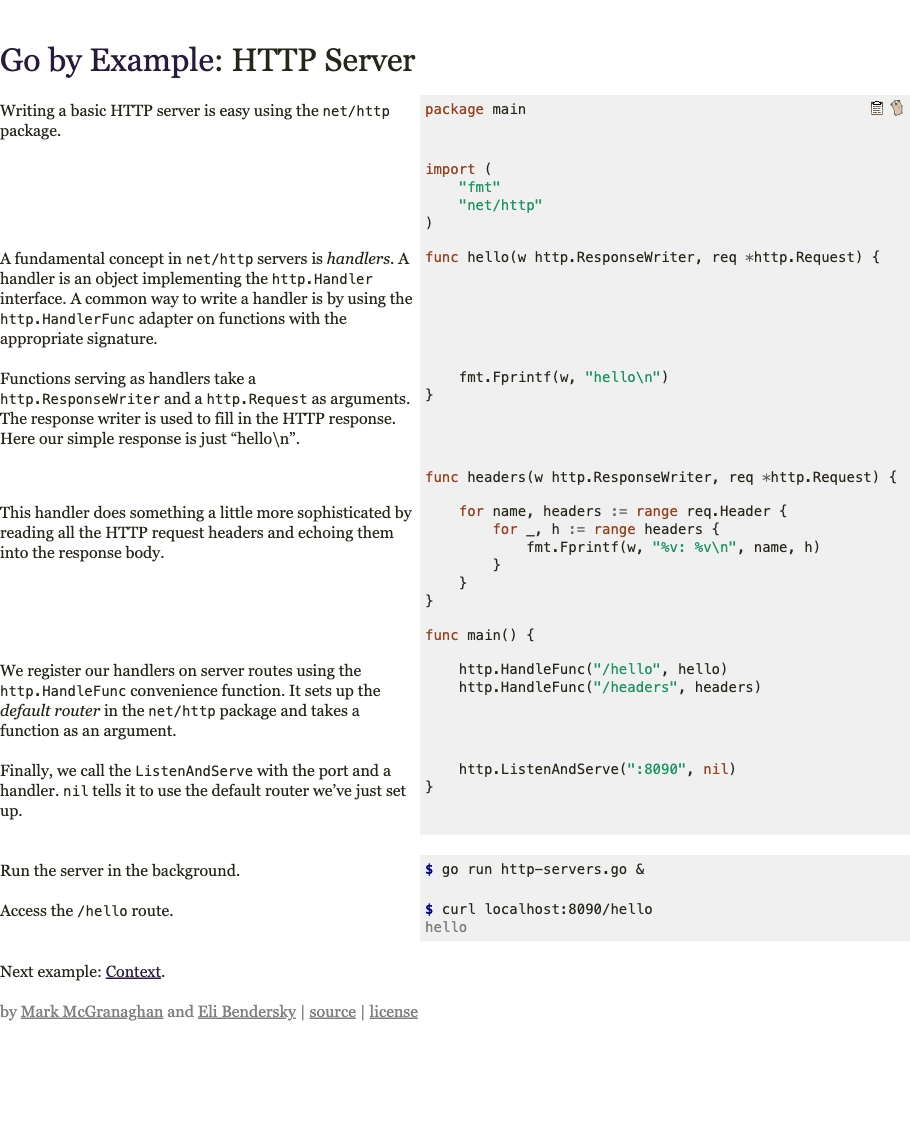 Go by Example: HTTP Server
Writing a basic HTTP server is easy using the net/http
package.
package main
import (
    "fmt"
    "net/http"
)
A fundamental concept in net/http servers is handlers. A
handler is an object implementing the http.Handler
interface. A common way to write a handler is by using the
http.HandlerFunc adapter on functions with the
appropriate signature.
func hello(w http.ResponseWriter, req *http.Request) {
Functions serving as handlers take a
http.ResponseWriter and a http.Request as arguments.
The response writer is used to fill in the HTTP response.
Here our simple response is just “hello\n”.
    fmt.Fprintf(w, "hello\n")
}
func headers(w http.ResponseWriter, req *http.Request) {
This handler does something a little more sophisticated by
reading all the HTTP request headers and echoing them
into the response body.
    for name, headers := range req.Header {
        for _, h := range headers {
            fmt.Fprintf(w, "%v: %v\n", name, h)
        }
    }
}
func main() {
We register our handlers on server routes using the
http.HandleFunc convenience function. It sets up the
default router in the net/http package and takes a
function as an argument.
    http.HandleFunc("/hello", hello)
    http.HandleFunc("/headers", headers)
Finally, we call the ListenAndServe with the port and a
handler. nil tells it to use the default router we’ve just set
up.
    http.ListenAndServe(":8090", nil)
}
Run the server in the background.
$ go run http-servers.go &
Access the /hello route.
$ curl localhost:8090/hello
hello
Next example: Context.
by Mark McGranaghan and Eli Bendersky | source | license